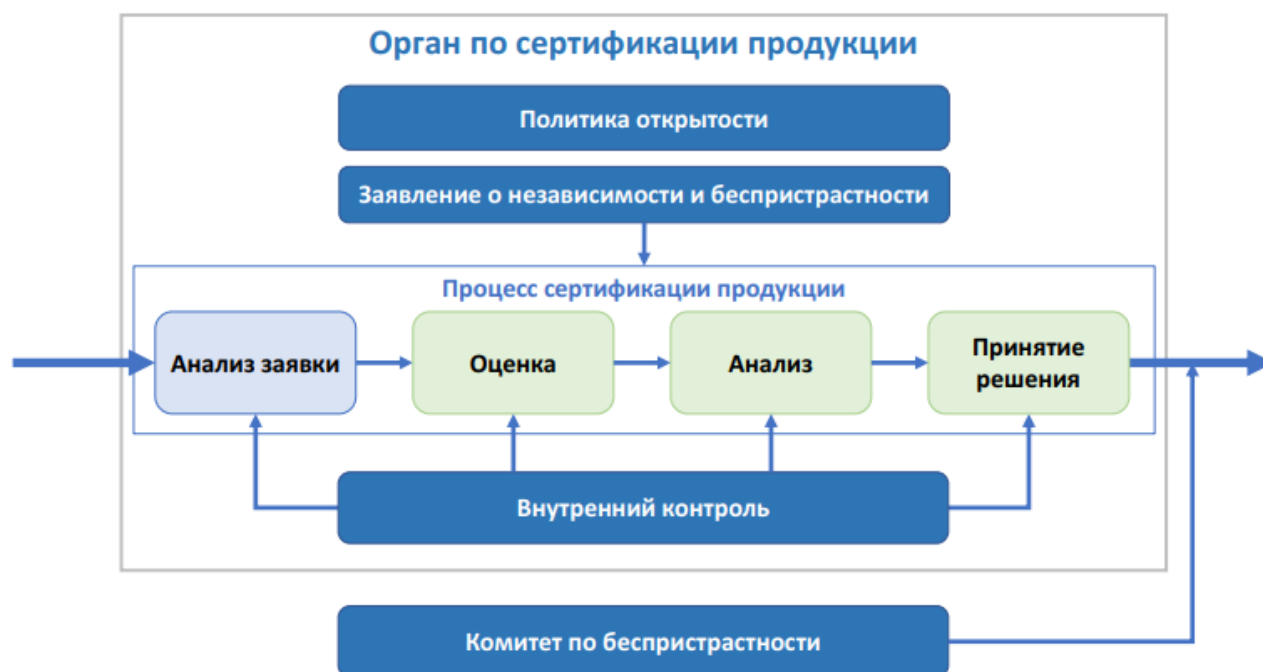 Орган по сертификации продукции
Политика открытости
Заявление о независимости и беспристрастности
Процесс сертификации продукции
Анализ заявки
Оценка
Анализ
Принятие
решения
Внутренний контроль
Комитет по беспристрастности